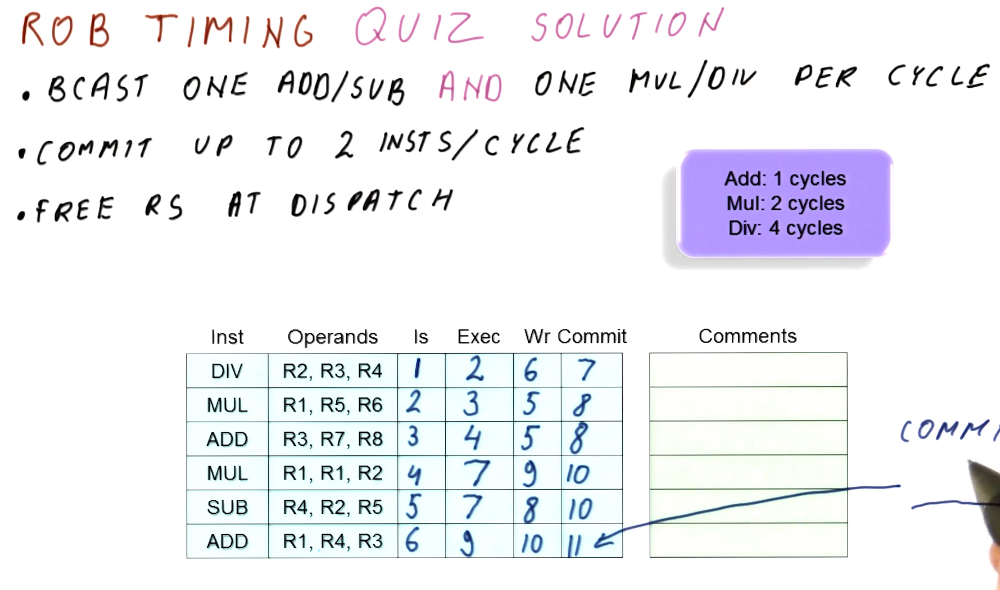 ROB TIMING QUIZ SOLUTION
• BCAST ONE ADD/SUB AND ONE MUL/DIV PER CYCLE
• COMMIT UP TO 2 INSTS/CYCLE
• FREE RS AT DISPATCH
Add: 1 cycles
Mul: 2 cycles
Div: 4 cycles
Inst Operands Is Exec Wr Commit Comments
DIV R2, R3, R4 1 2 6 7
MUL R1, R5, R6 2 3 5 8
ADD R3, R7, R8 3 4 5 8
COMMI
MUL R1, R1, R2 4 7 9 10
SUB R4, R2, R5 5 7 8 10
ADD R1, R4, R3 6 9 10 11